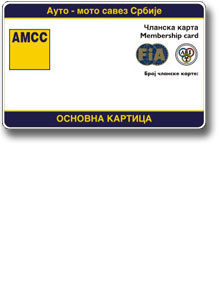 Ауто - мото савез Србије
АМСС
Чланска карта
Membership card
FiA
Број чланске карте:
ОСНОВНА КАРТИЦА